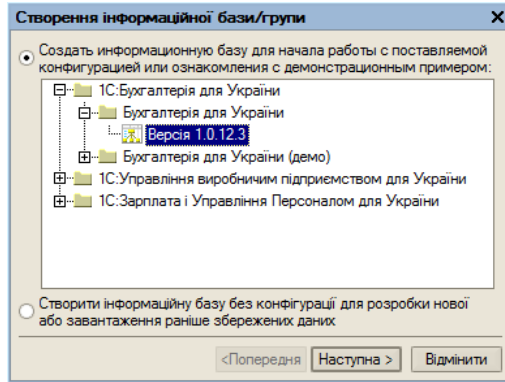 Створення інформаційної бази/групи
Создать информационную базу для начала работы с поставляемой
конфигурацией или ознакомления с демонстрационным примером:
1С:Бухгалтерія для України
Бухгалтерія для України
Версія 1.0.12.3
Бухгалтерія для України (демо)
1С:Управління виробничим підприємством для України
1С:Зарплата і Управління Персоналом для України
Створити інформаційну базу без конфігурації для розробки нової
або завантаження раніше збережених даних
<Попередня Наступна > Відмінити